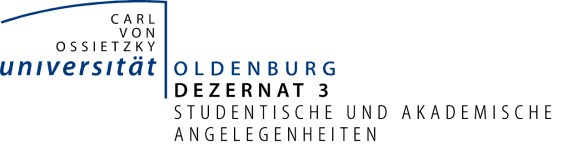 CARL
VON
OSSIETZKY
universität OLDENBURG
DEZERNAT 3
STUDENTISCHE UND AKADEMISCHE
ANGELEGENHEITEN